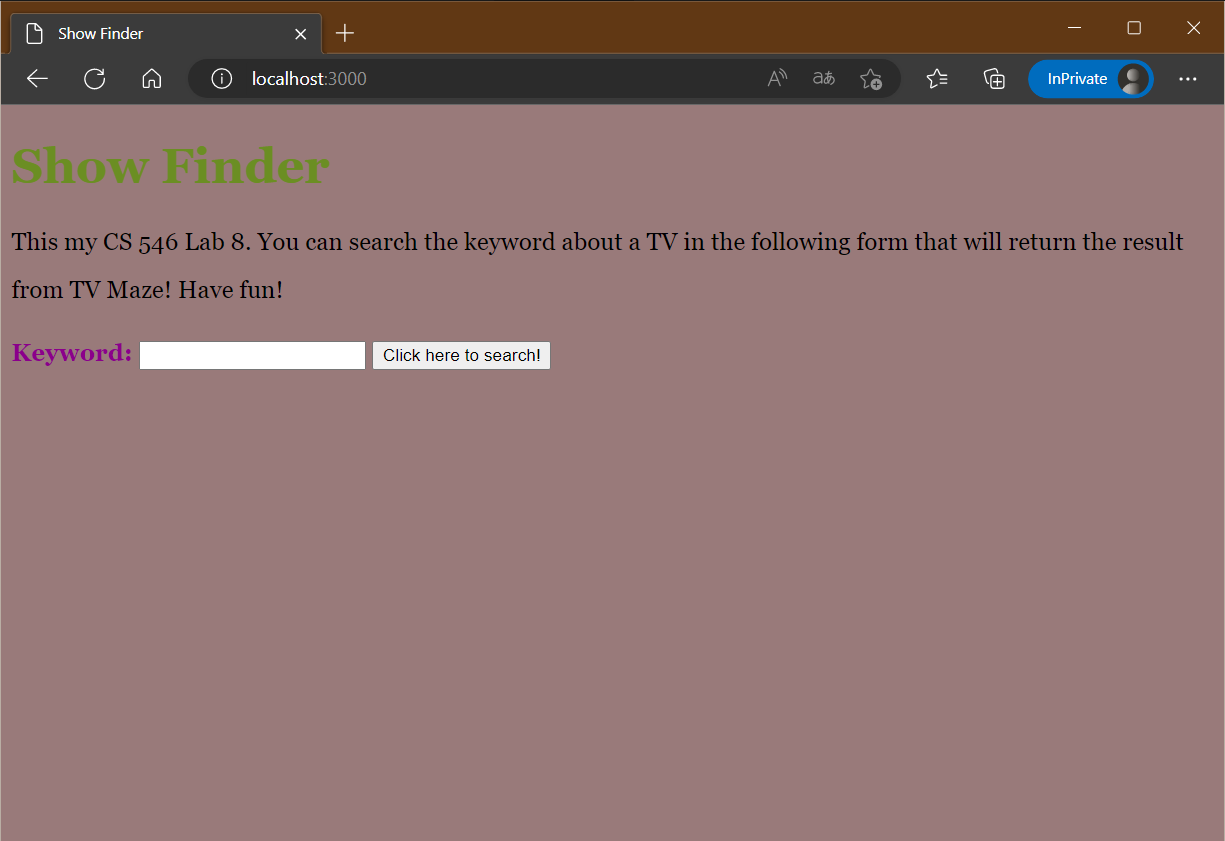 Show Finder
localhost:3000
InPrivate
Show Finder
This my CS 546 Lab 8. You can search the keyword about a TV in the following form that will return the result
from TV Maze! Have fun!
Keyword: Click here to search!